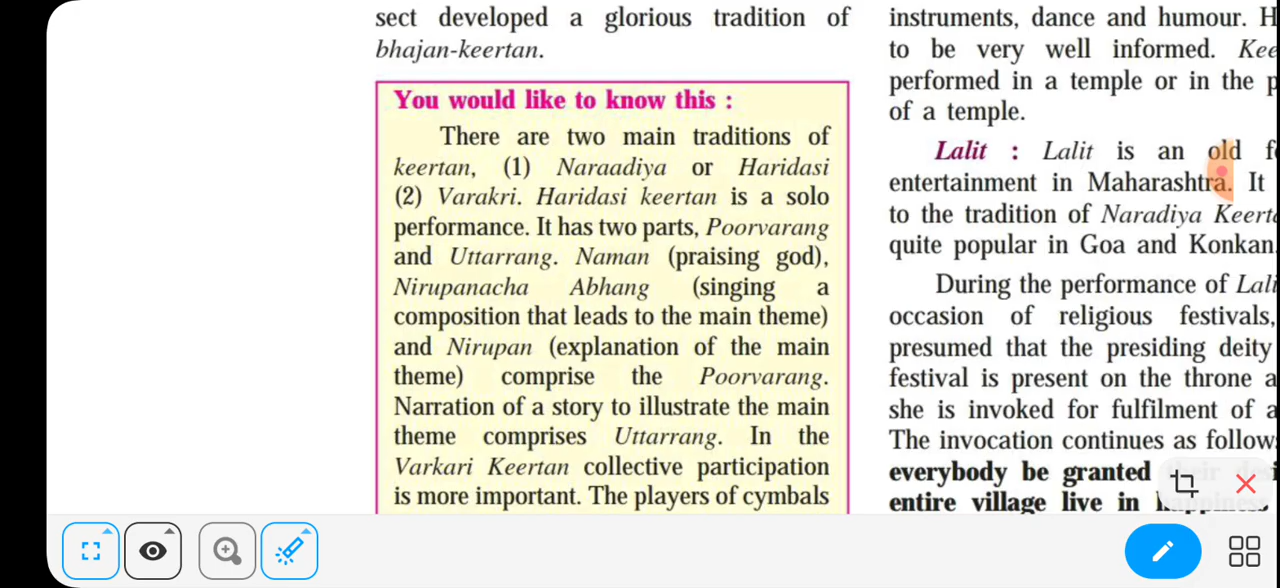 sect developed a glorious tradition of
bhajan-keertan.
You would like to know this :
There are two main traditions of
keertan, (1) Naraadiya or Haridasi
(2) Varakri. Haridasi keertan is a solo
performance. It has two parts, Poorvarang
and Uttarrang. Naman (praising god),
Nirupanacha Abhang (singing a
composition that leads to the main theme)
and Nirupan (explanation of the main
theme) comprise the Poorvarang.
Narration of a story to illustrate the main
theme comprises Uttarrang. In the
Varkari Keertan collective participation
is more important. The players of cymbals
instruments, dance and humour. H
to be very well informed. Kee
performed in a temple or in the p
of a temple.
Lalit : Lalit is an old f
entertainment in Maharashtra. It
to the tradition of Naradiya Keert
quite popular in Goa and Konkan
During the performance of Lali
occasion of religious festivals,
presumed that the presiding deity
festival is present on the throne a
she is invoked for fulfilment of a
The invocation continues as follow
everybody be granted
entire village live in